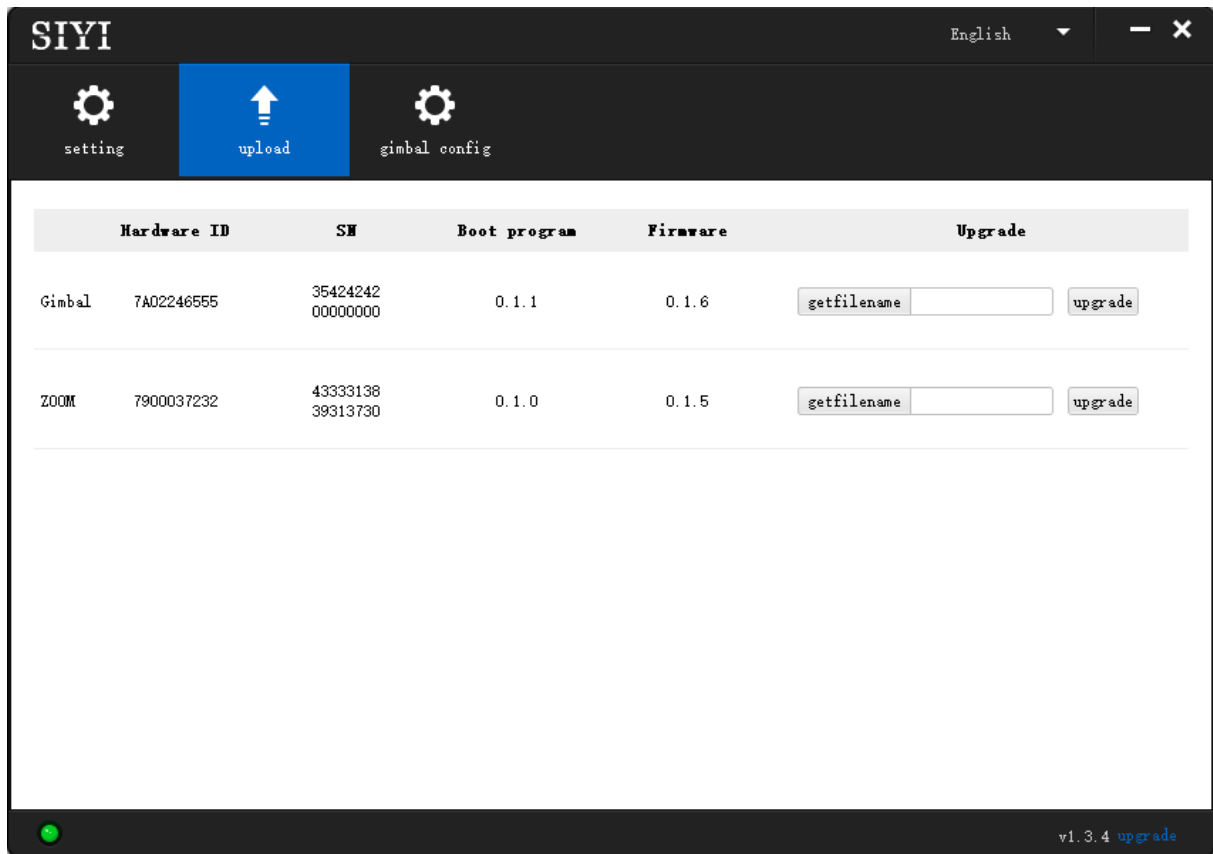 SIYI
English
setting
upload
gimbal config
Hardware ID SN Boot program Firmware Upgrade
Gimbal 7A02246555 35424242 0.1.1 0.1.6 getfilename upgrade
00000000
ZOOM 7900037232 43333138 0.1.0 0.1.5 getfilename upgrade
39313730
v1.3.4 upgrade